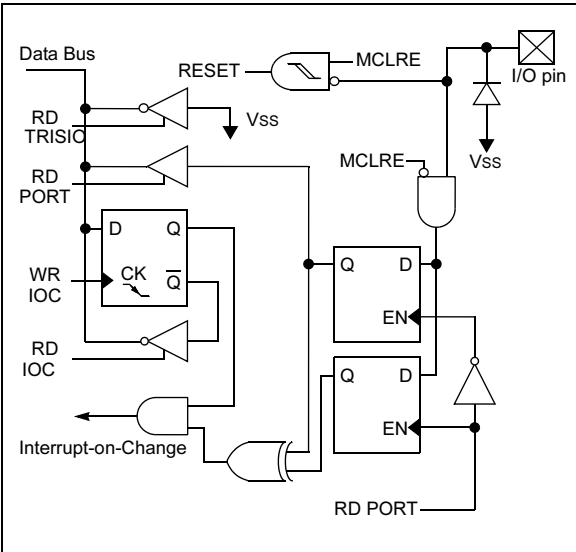 Data Bus
RESET
MCLRE
I/O pin
RD
TRISIO
VSS
VSS
RD
PORT
MCLRE
D
Q
CK
Q
WR
IOC
Q
D
EN
RD
IOC
Q
D
EN
Interrupt-on-Change
RD PORT